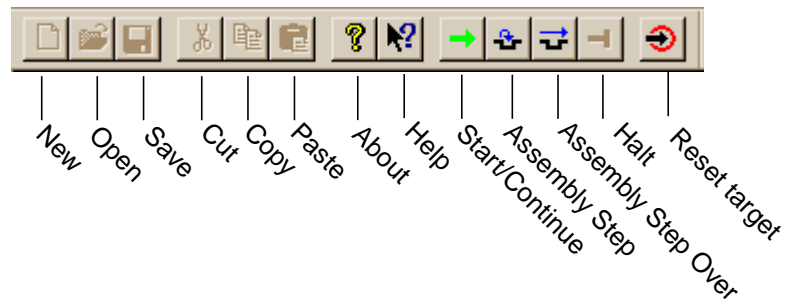 New
Open
Save
Cut
Copy
Paste
About
Help
Start/Continue
Assembly Step
Assembly Step Over
Halt
Reset target